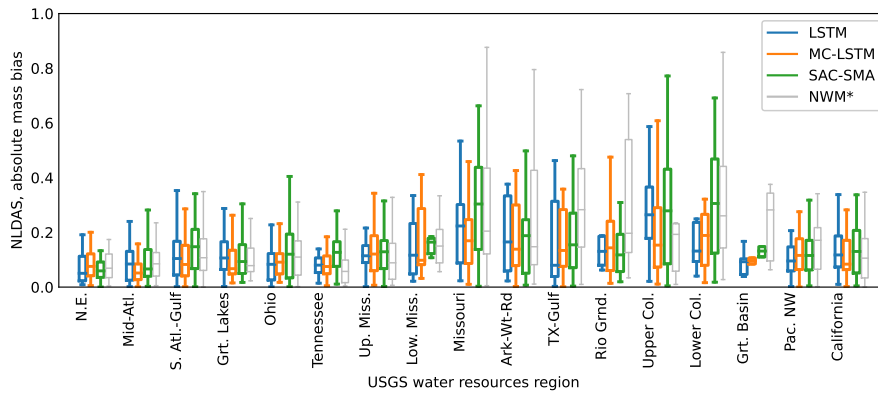 NLDAS, absolute mass bias
1.0
0.8
0.6
0.4
0.2
0.0
LSTM
MC-LSTM
SAC-SMA
NWM*
N.E.
Mid-Atl.
S. Atl.-Gulf
Grt. Lakes
Ohio
Tennessee
Up. Miss.
Low. Miss.
Missouri
Ark-Wt-Rd
TX-Gulf
Rio Grnd.
Upper Col.
Lower Col.
Grt. Basin
Pac. NW
California
USGS water resources region